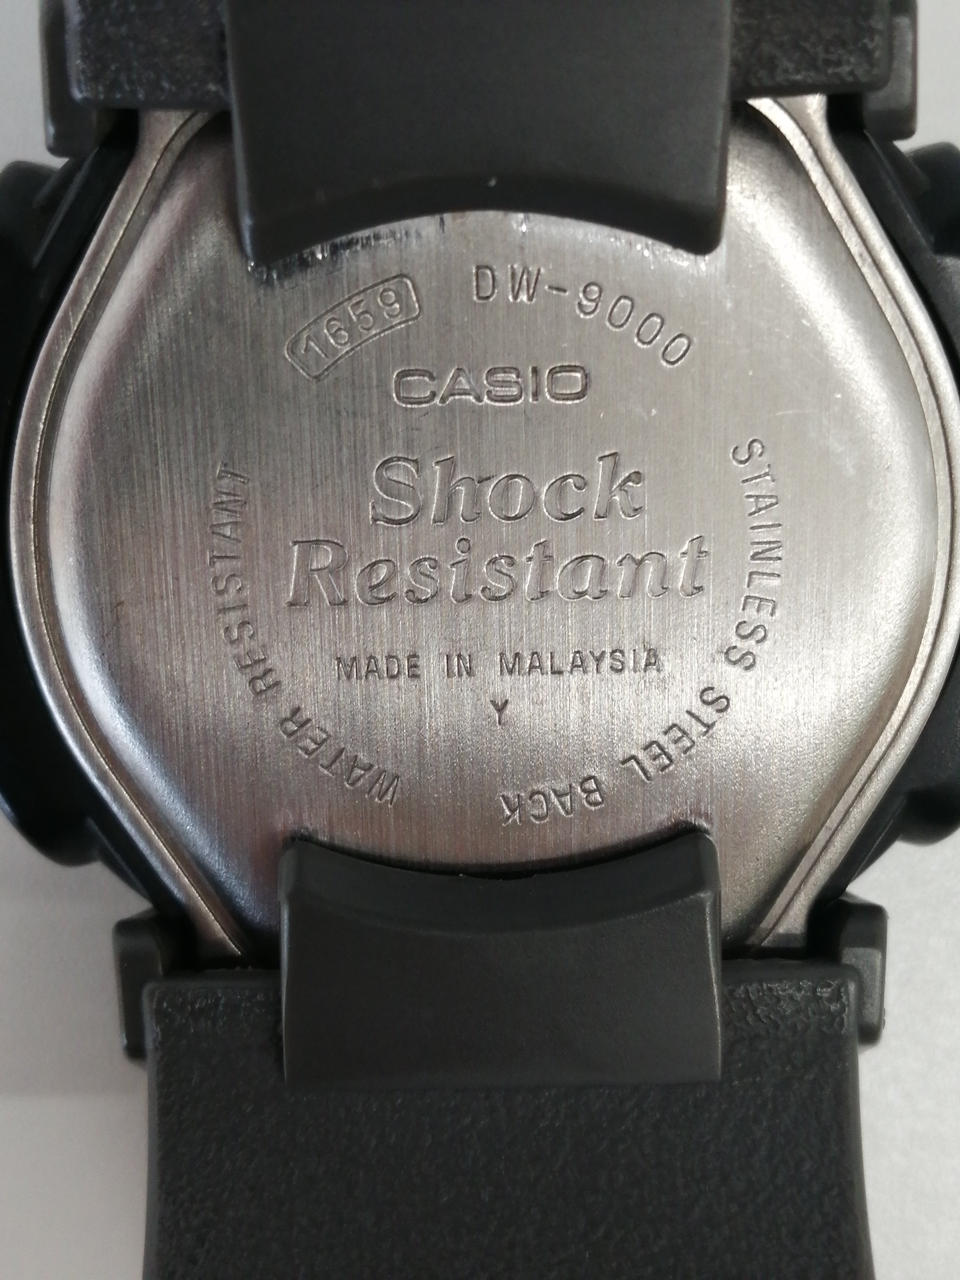 1659 DW-9000
CASIO
Shock
Resistant
MADE IN MALAYSIA
Y
WATER RESISTANT
STAINLESS STEEL BACK